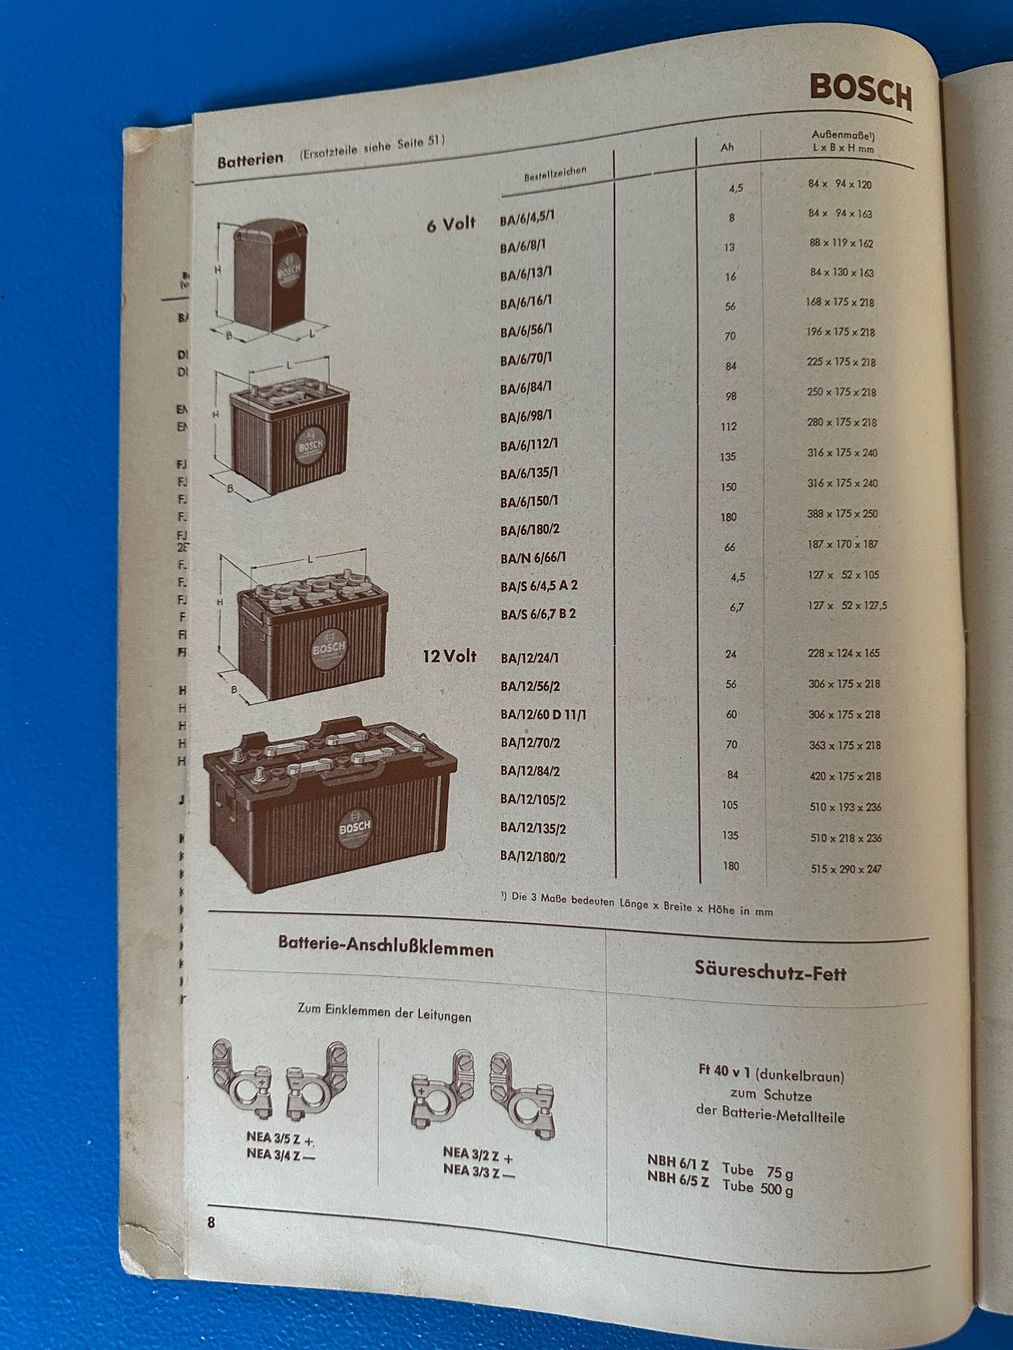 BOSCH
Batterien (Ersatzteile siehe Seite 51)
Bestellzeichen Ah Außenmaße¹)
L x B x H mm
6 Volt BA/6/4,5/1 4,5 84 x 94 x 120
BA/6/8/1 8 84 x 94 x 163
BA/6/13/1 13 88 x 119 x 162
BA/6/16/1 16 84 x 130 x 163
BA/6/56/1 56 168 x 175 x 218
BA/6/70/1 70 196 x 175 x 218
BA/6/84/1 84 225 x 175 x 218
BA/6/98/1 98 250 x 175 x 218
BA/6/112/1 112 280 x 175 x 218
BA/6/135/1 135 316 x 175 x 240
BA/6/150/1 150 316 x 175 x 240
BA/6/180/2 180 388 x 175 x 250
BA/N 6/66/1 66 187 x 170 x 187
BA/S 6/4,5 A 2 4,5 127 x 52 x 105
BA/S 6/6,7 B 2 6,7 127 x 52 x 127,5
12 Volt BA/12/24/1 24 228 x 124 x 165
BA/12/56/2 56 306 x 175 x 218
BA/12/60 D 11/1 60 306 x 175 x 218
BA/12/70/2 70 363 x 175 x 218
BA/12/84/2 84 420 x 175 x 218
BA/12/105/2 105 510 x 193 x 236
BA/12/135/2 135 510 x 218 x 236
BA/12/180/2 180 515 x 290 x 247
¹) Die 3 Maße bedeuten Länge x Breite x Höhe in mm
H
BOSCH
B L
L
H
BOSCH
B
L
H
BOSCH
B
BOSCH
Batterie-Anschlußklemmen
Zum Einklemmen der Leitungen
NEA 3/5 Z +
NEA 3/4 Z —
NEA 3/2 Z +
NEA 3/3 Z —
Säureschutz-Fett
Ft 40 v 1 (dunkelbraun)
zum Schutze
der Batterie-Metallteile
NBH 6/1 Z Tube 75 g
NBH 6/5 Z Tube 500 g
8